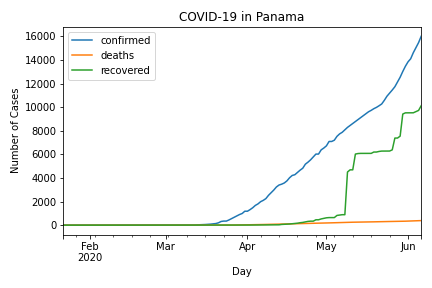 COVID-19 in Panama
confirmed
deaths
recovered
16000
14000
12000
10000
8000
6000
4000
2000
0
Number of Cases
Feb
2020
Mar
Apr
May
Jun
Day